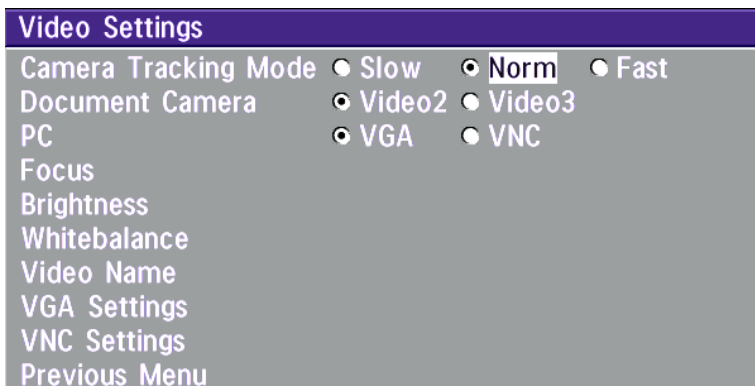 Video Settings
Camera Tracking Mode Slow Norm Fast
Document Camera Video2 Video3
PC VGA VNC
Focus
Brightness
Whitebalance
Video Name
VGA Settings
VNC Settings
Previous Menu